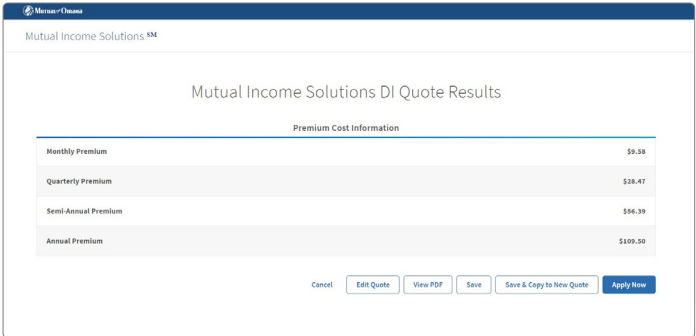 Mutual of Omaha
Mutual Income Solutions SM
Mutual Income Solutions DI Quote Results
Premium Cost Information
Monthly Premium $9.58
Quarterly Premium $28.47
Semi-Annual Premium $56.39
Annual Premium $109.50
Cancel Edit Quote View PDF Save Save & Copy to New Quote Apply Now